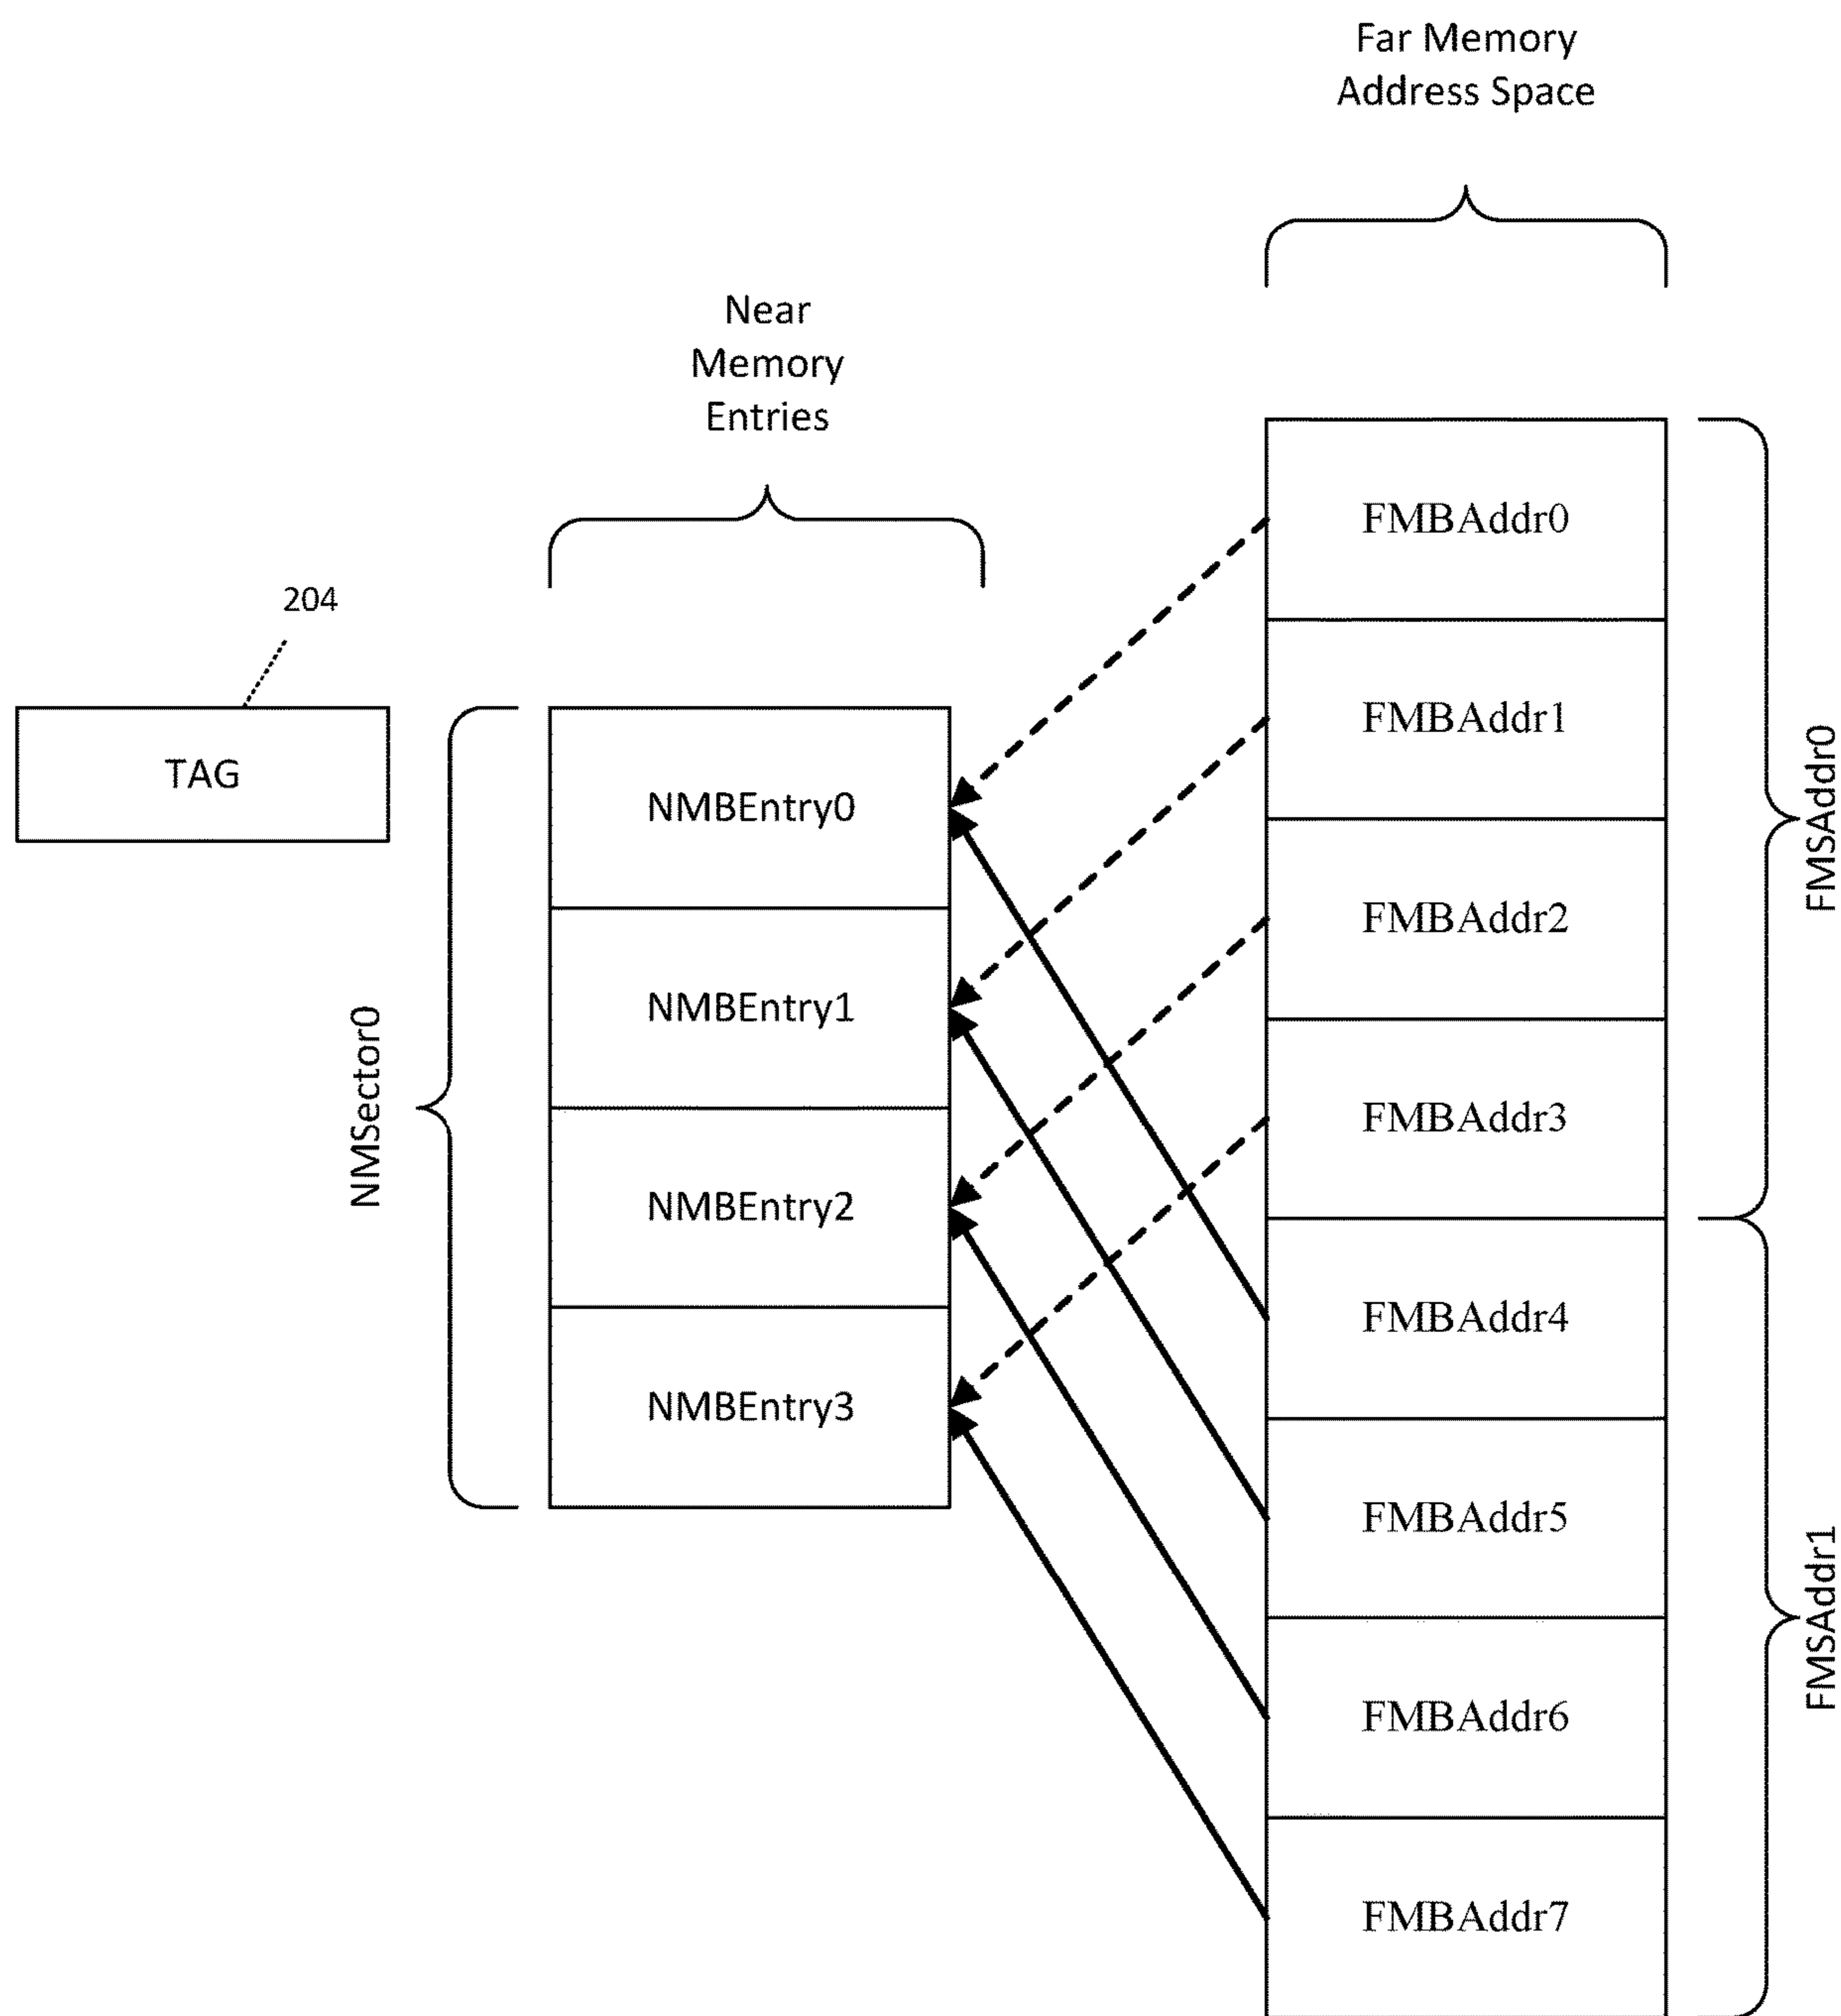 Far Memory
Address Space
Near
Memory
Entries
204
TAG
NMSector0
NMBEntry0
NMBEntry1
NMBEntry2
NMBEntry3
FMBAddr0
FMBAddr1
FMBAddr2
FMBAddr3
FMBAddr4
FMBAddr5
FMBAddr6
FMBAddr7
FMSAddr0
FMSAddr1